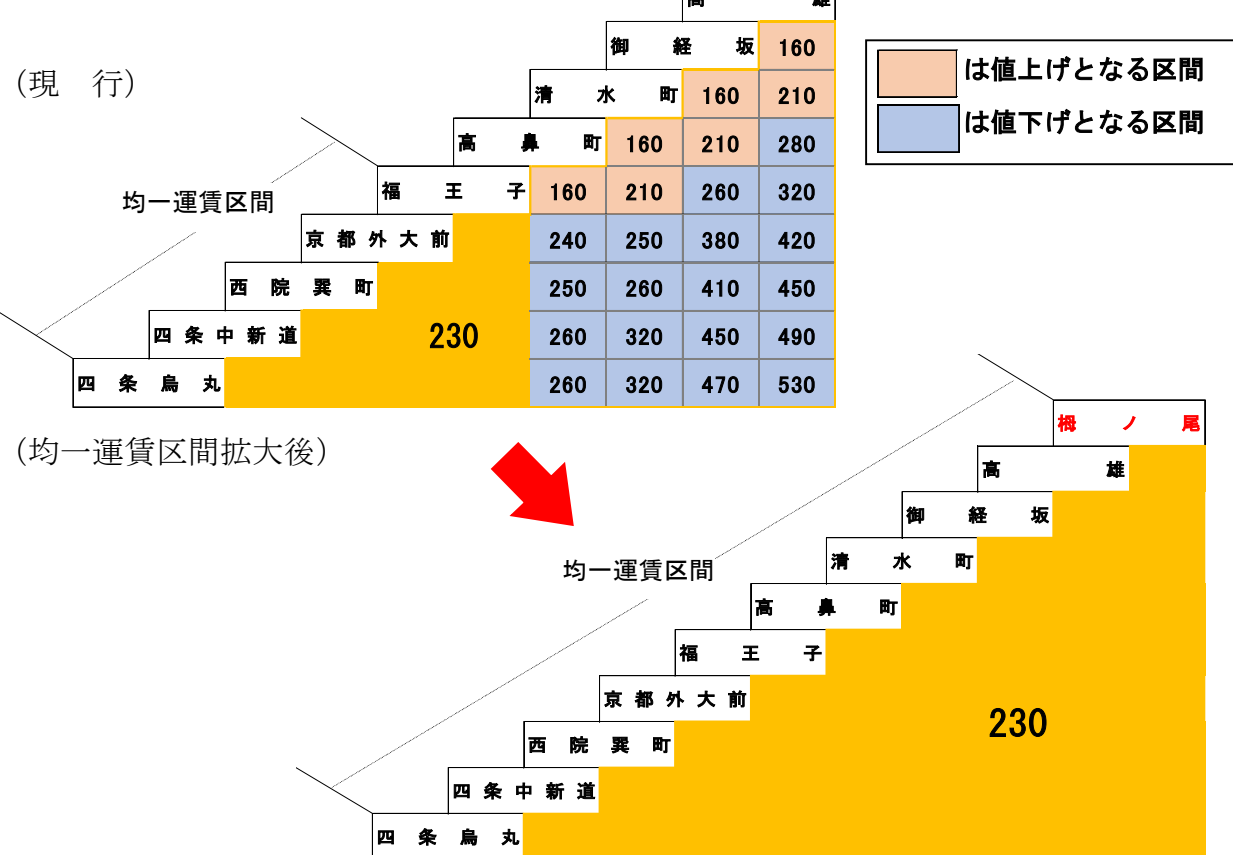 高 雄
御 経 坂 160
は値上げとなる区間
(現 行)
清 水 町 160 210
は値下げとなる区間
高 鼻 町 160 210 280
均一運賃区間
福 王 子 160 210 260 320
京 都 外 大 前 240 250 380 420
西 院 巽 町 250 260 410 450
四 条 中 新 道 230 260 320 450 490
四 条 烏 丸 260 320 470 530
(均一運賃区間拡大後)
栂 ノ 尾
高 雄
御 経 坂
均一運賃区間
清 水 町
高 鼻 町
福 王 子
京 都 外 大 前
230
西 院 巽 町
四 条 中 新 道
四 条 烏 丸